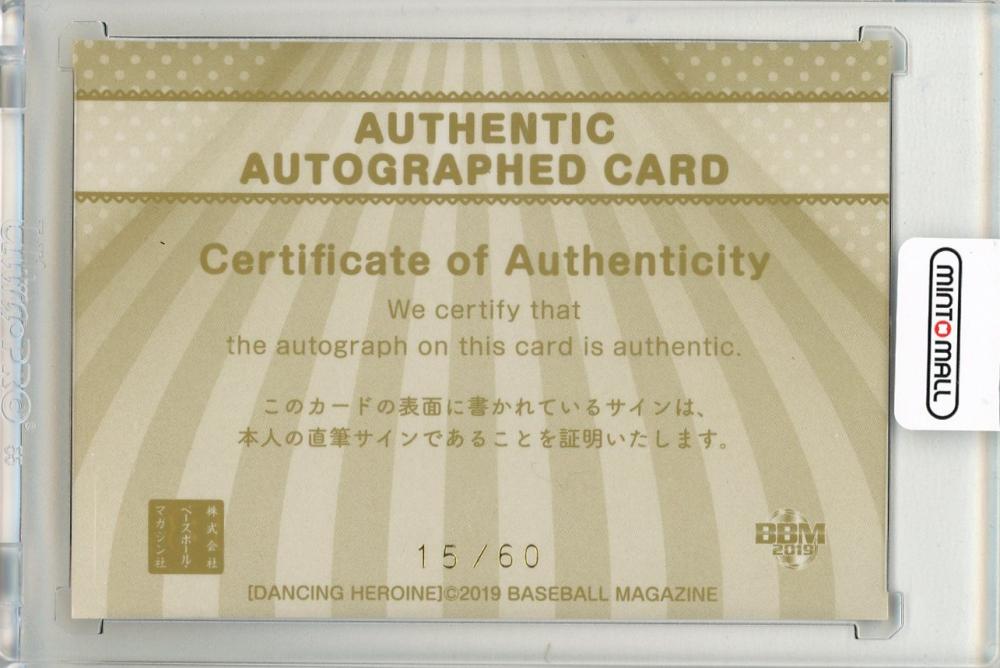 AUTHENTIC
AUTOGRAPHED CARD
Certificate of Authenticity
We certify that
the autograph on this card is authentic.
このカードの表面に書かれているサインは、
本人の直筆サインであることを証明いたします。
株式会社
ベースボール・
マガジン社
15/60
BBM
2019
[DANCING HEROINE]©2019 BASEBALL MAGAZINE
MINTOMALL